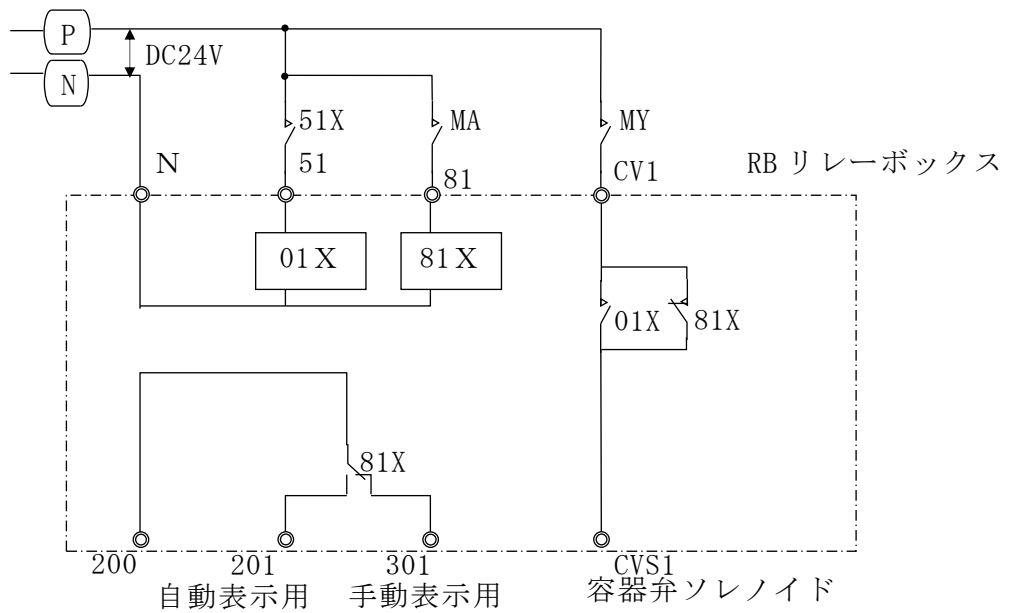 P
DC24V
N
51X
MA
MY
N
51
81
CV1
RBリレーボックス
01X
81X
01X
81X
81X
200
201
301
CVS1
自動表示用
手動表示用
容器弁ソレノイド